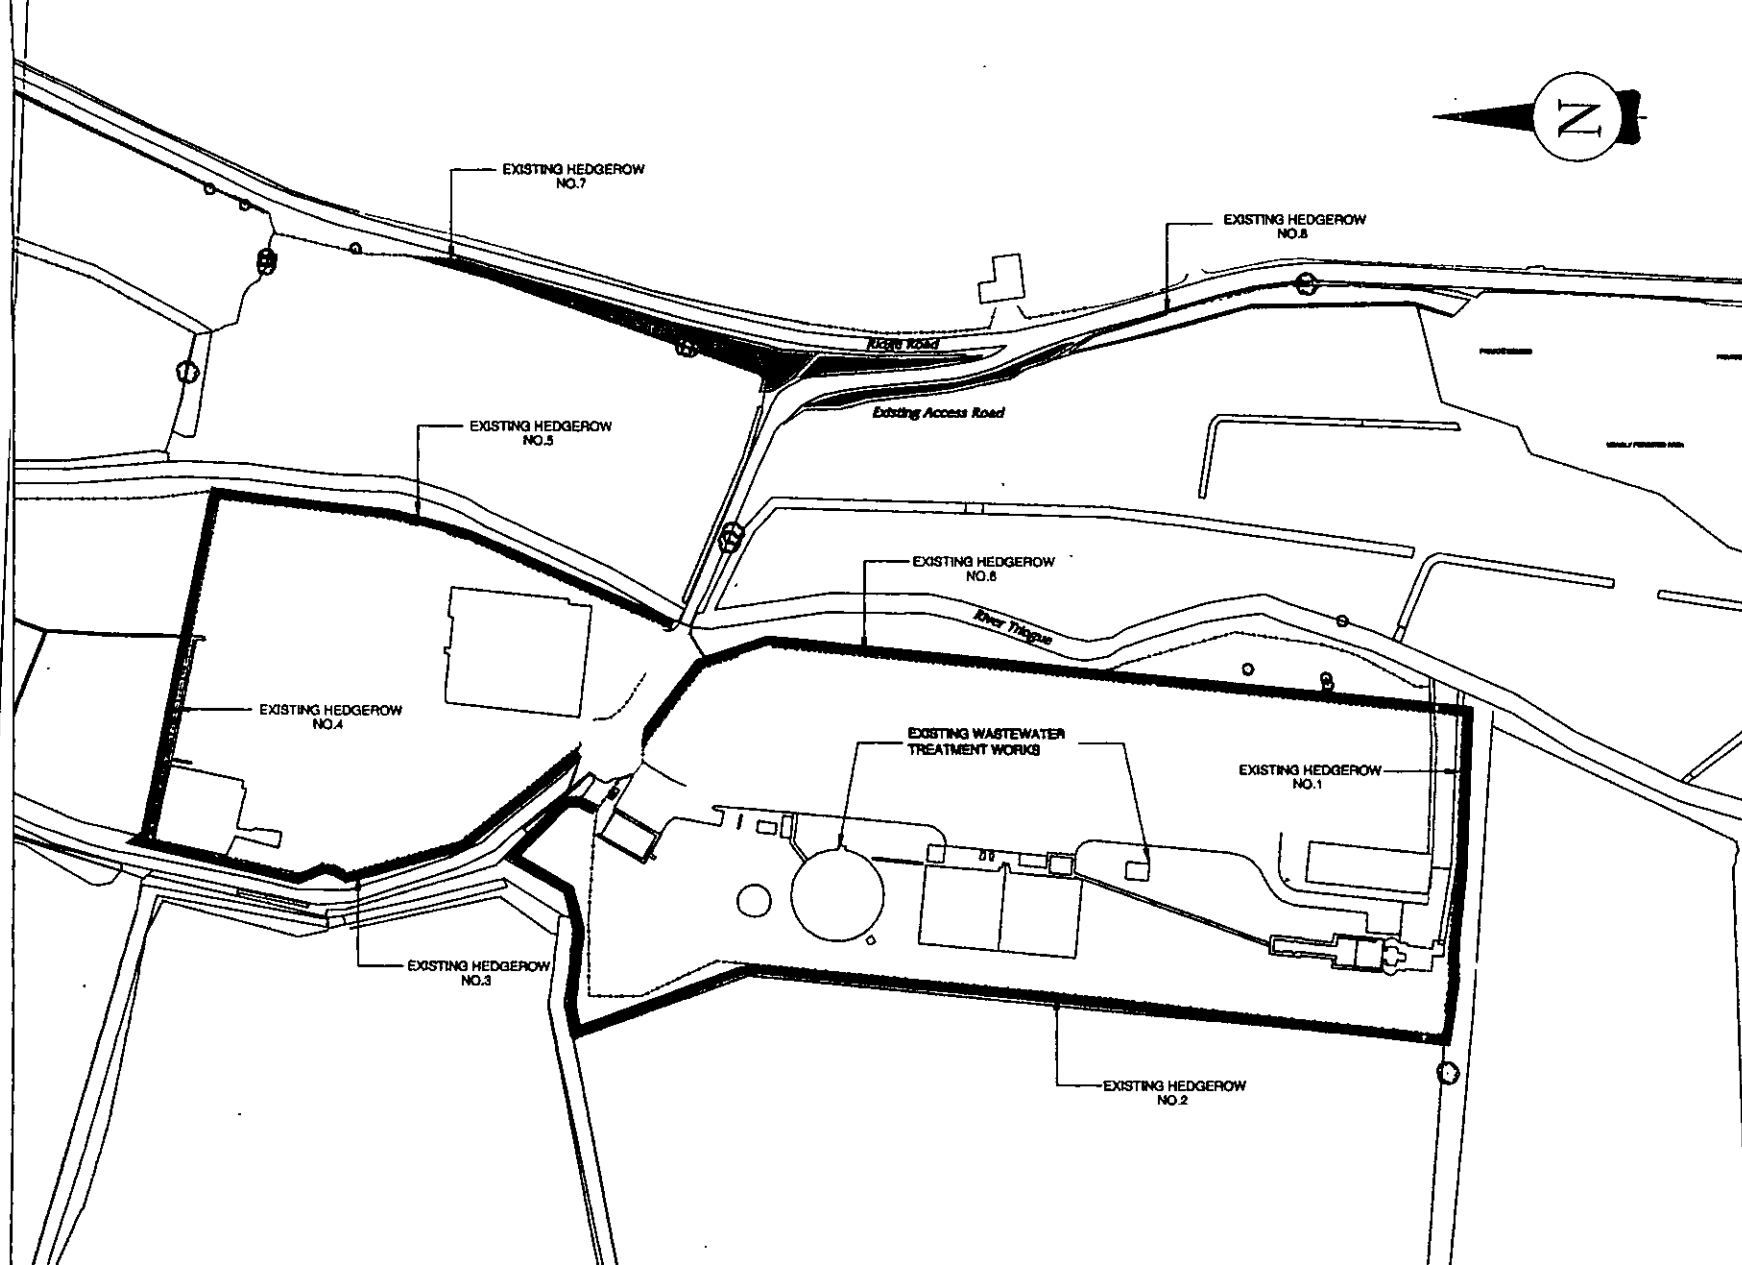 N
EXISTING HEDGEROW
NO.7
EXISTING HEDGEROW
NO.8
Existing Access Road
EXISTING HEDGEROW
NO.5
EXISTING HEDGEROW
NO.6
River Triogue
EXISTING HEDGEROW
NO.4
EXISTING WASTEWATER
TREATMENT WORKS
EXISTING HEDGEROW
NO.1
EXISTING HEDGEROW
NO.3
EXISTING HEDGEROW
NO.2